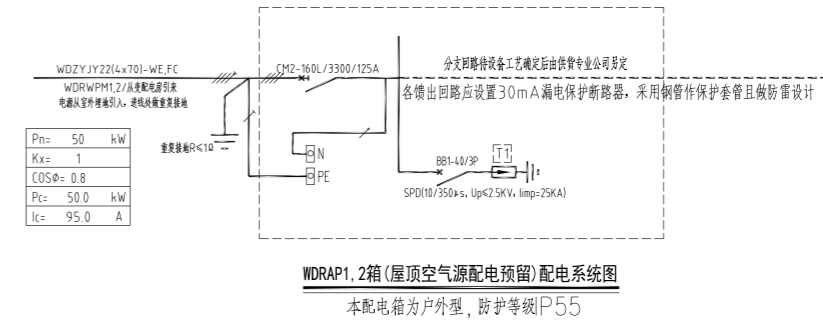 WDZYJY22(4x70)-WE,FC
WDRWPM1,2/从变配电房引来
电源从室外埋地引入,进线处做重复接地
CM2-160L/3300/125A
分支回路待设备工艺确定后由供货专业公司另定
各馈出回路应设置30mA漏电保护断路器,采用钢管作保护套管且做防雷设计
重复接地R≤1Ω
N
PE
BB1-40/3P
T1
SPD(10/350μs, Up≤2.5KV, Iimp=25KA)
Pn= 50 kW
Kx= 1
COSΦ= 0.8
Pc= 50.0 kW
Ic= 95.0 A
WDRAP1,2箱(屋顶空气源配电预留)配电系统图
本配电箱为户外型,防护等级IP55